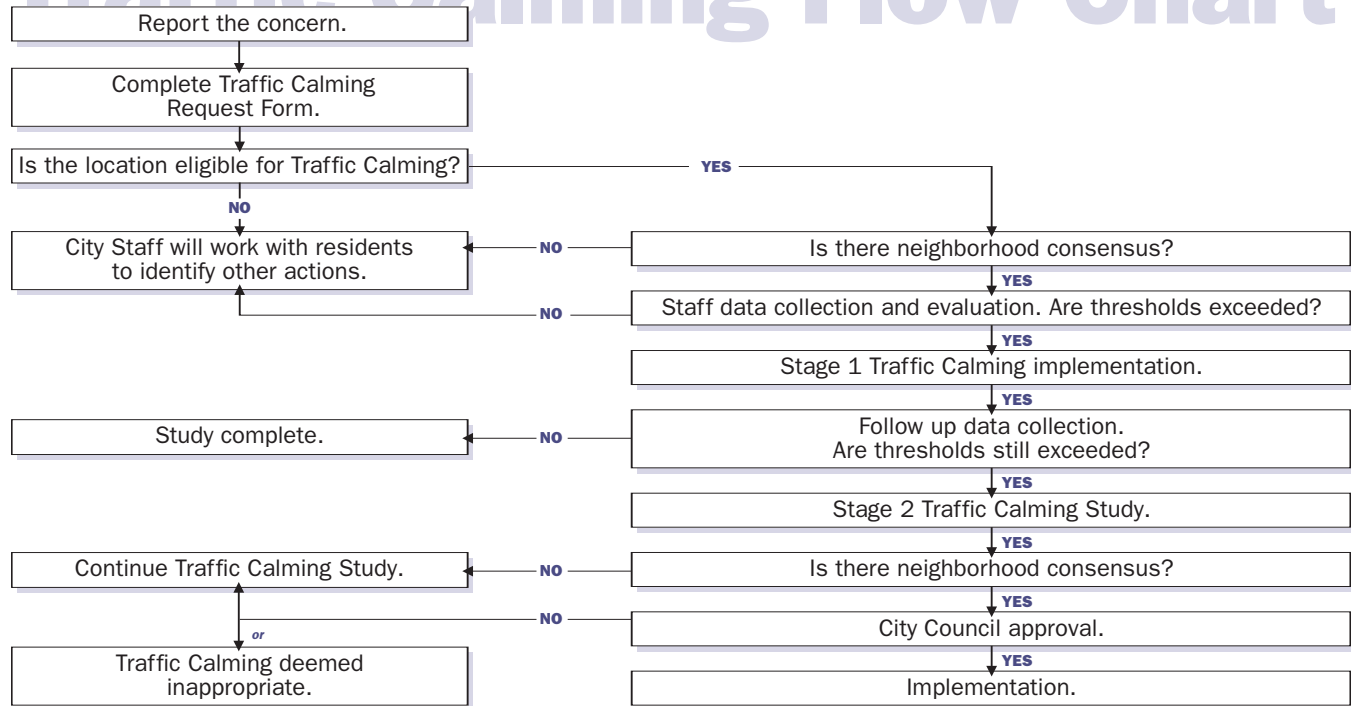 Traffic Calming Flow Chart
Report the concern.
Complete Traffic Calming
Request Form.
Is the location eligible for Traffic Calming?
YES
NO
City Staff will work with residents
to identify other actions.
NO
Is there neighborhood consensus?
YES
NO
Staff data collection and evaluation. Are thresholds exceeded?
YES
Stage 1 Traffic Calming implementation.
YES
Study complete.
NO
Follow up data collection.
Are thresholds still exceeded?
YES
Stage 2 Traffic Calming Study.
YES
Continue Traffic Calming Study.
NO
Is there neighborhood consensus?
YES
NO
City Council approval.
or
YES
Traffic Calming deemed
inappropriate.
Implementation.